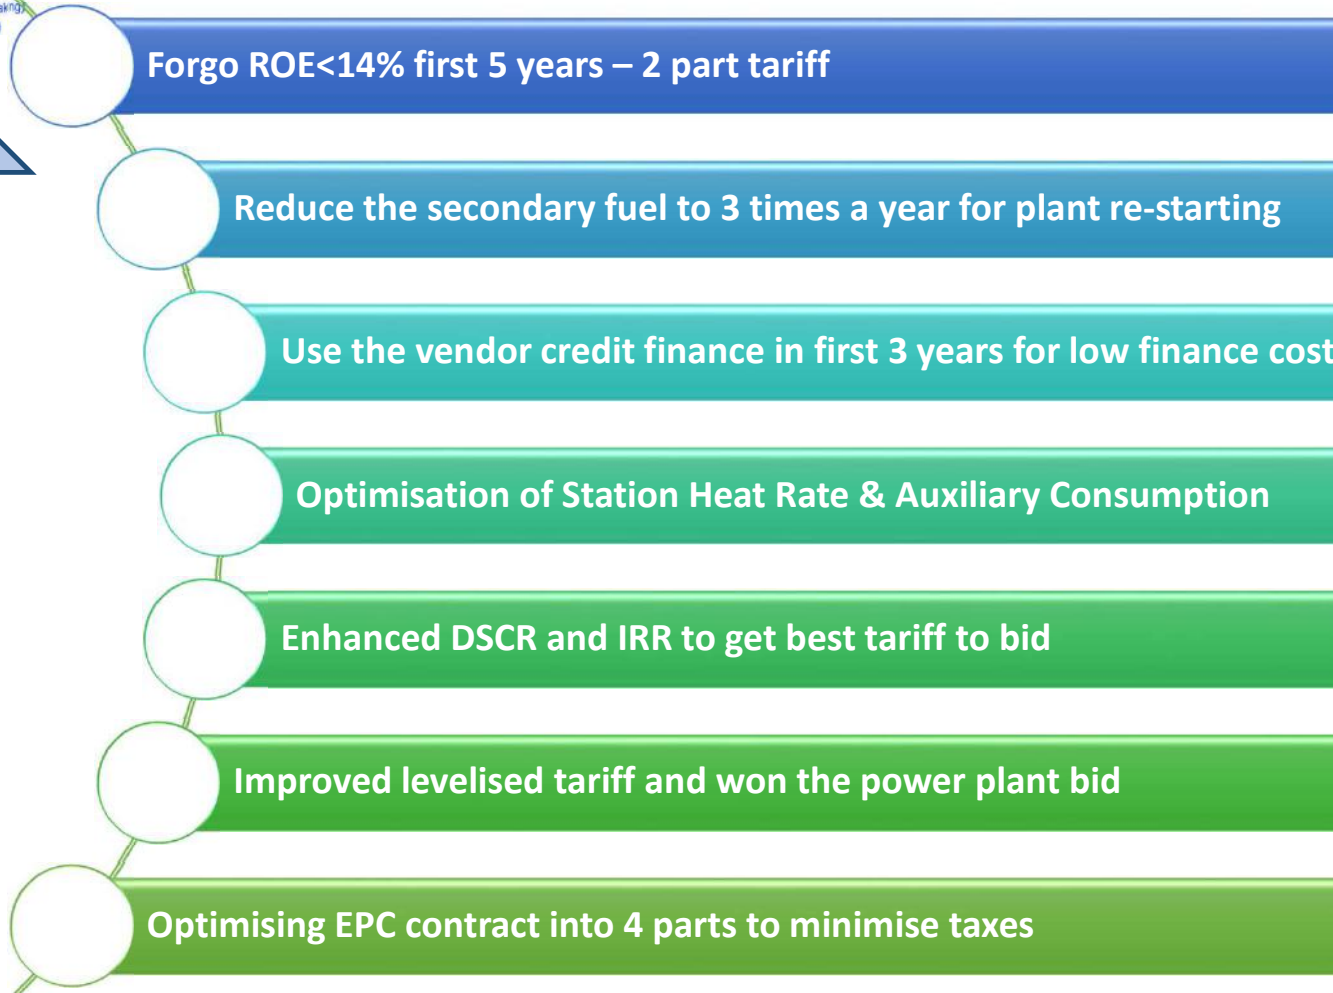 Forgo ROE<14% first 5 years – 2 part tariff
Reduce the secondary fuel to 3 times a year for plant re-starting
Use the vendor credit finance in first 3 years for low finance cost
Optimisation of Station Heat Rate & Auxiliary Consumption
Enhanced DSCR and IRR to get best tariff to bid
Improved levelised tariff and won the power plant bid
Optimising EPC contract into 4 parts to minimise taxes